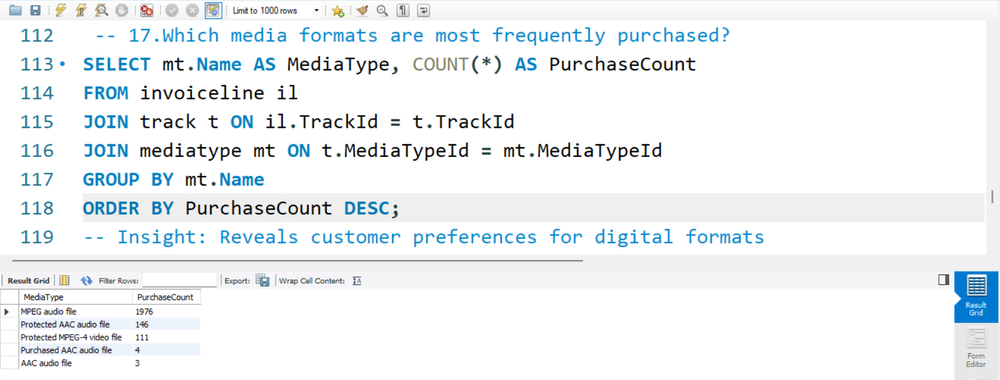 Limit to 1000 rows
112 -- 17.Which media formats are most frequently purchased?
113 SELECT mt.Name AS MediaType, COUNT(*) AS PurchaseCount
114 FROM invoiceline il
115 JOIN track t ON il.TrackId = t.TrackId
116 JOIN mediatype mt ON t.MediaTypeId = mt.MediaTypeId
117 GROUP BY mt.Name
118 ORDER BY PurchaseCount DESC;
119 -- Insight: Reveals customer preferences for digital formats
Result Grid Filter Rows: Export: Wrap Cell Content:
MediaType PurchaseCount
MPEG audio file 1976
Protected AAC audio file 146
Protected MPEG-4 video file 111
Purchased AAC audio file 4
AAC audio file 3
Result
Grid
Form
Editor